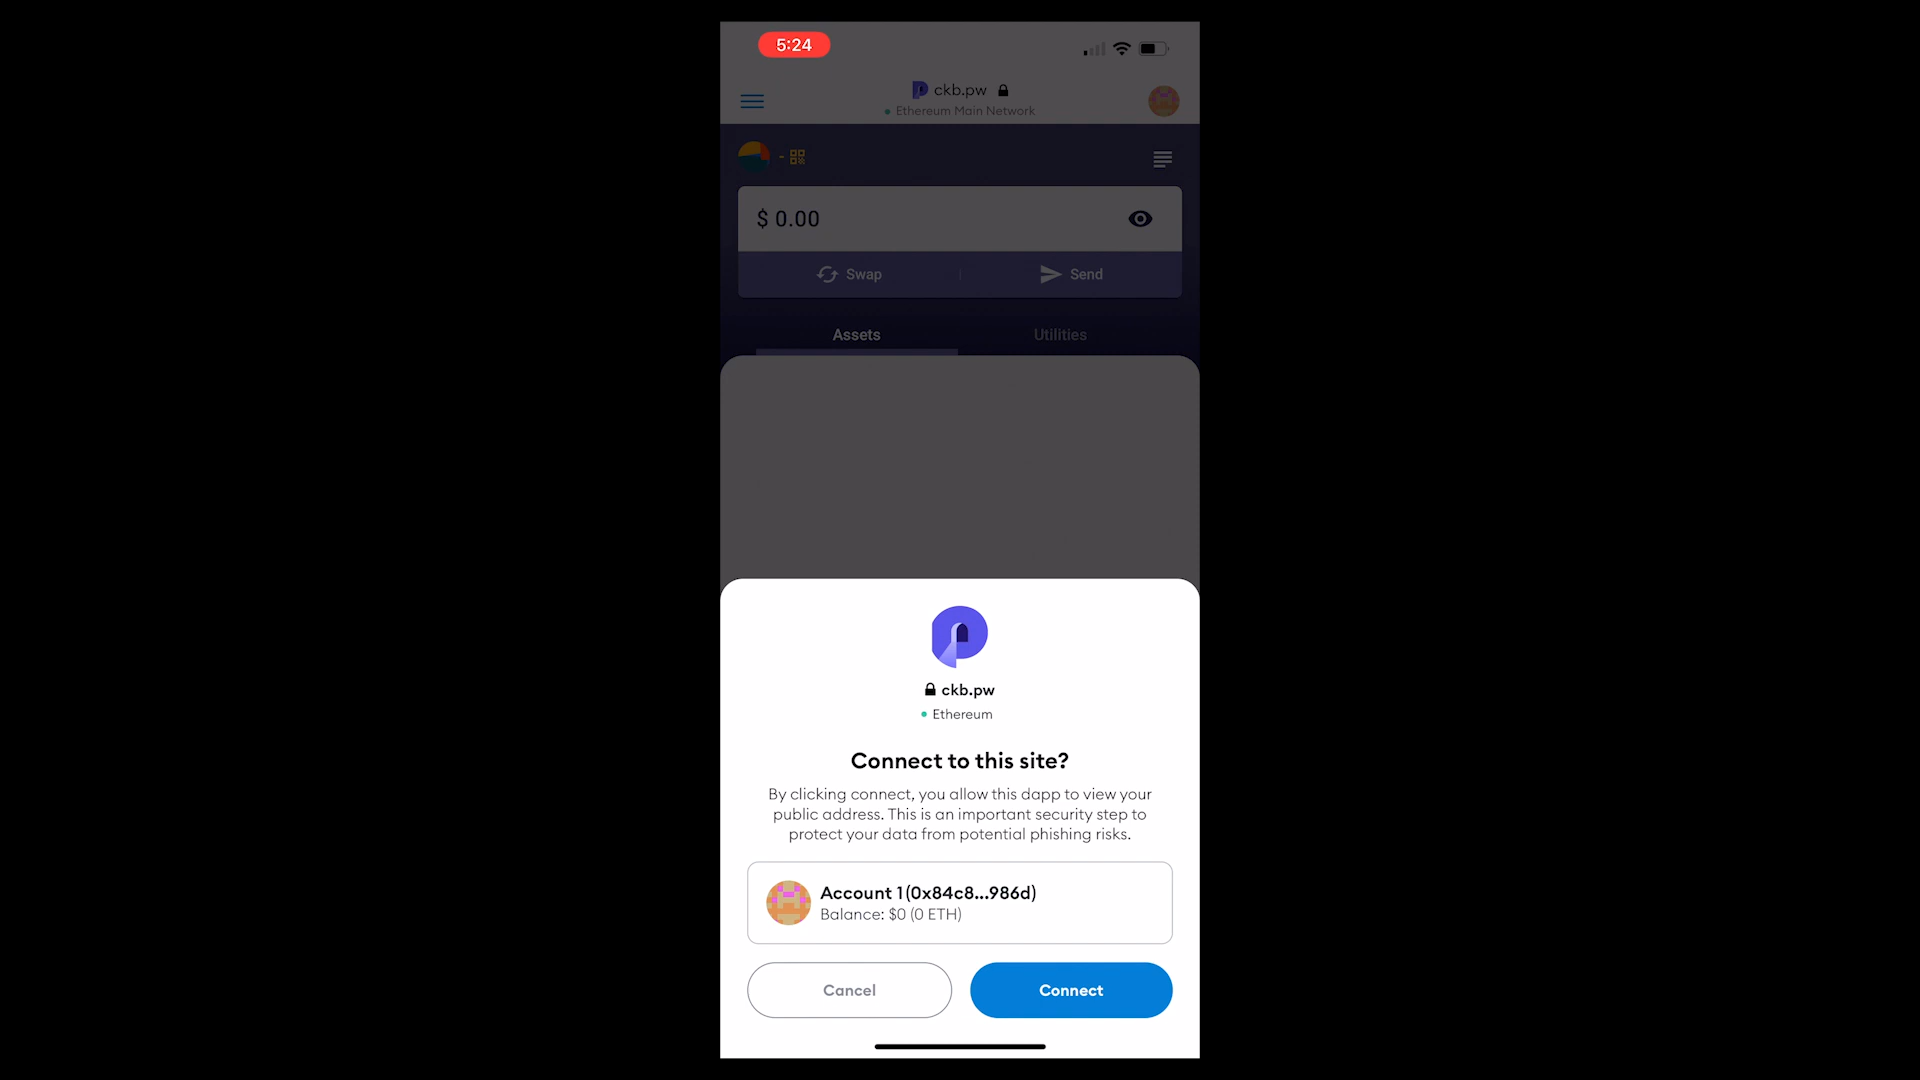 5:24
ckb.pw
Ethereum Main Network
-
$ 0.00
Swap
Send
Assets
Utilities
ckb.pw
Ethereum
Connect to this site?
By clicking connect, you allow this dapp to view your
public address. This is an important security step to
protect your data from potential phishing risks.
Account 1 (0x84c8...986d)
Balance: $0 (0 ETH)
Cancel
Connect